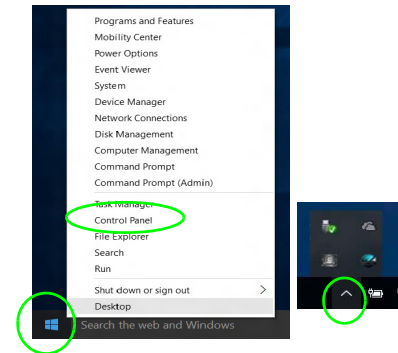 Programs and Features
Mobility Center
Power Options
Event Viewer
System
Device Manager
Network Connections
Disk Management
Computer Management
Command Prompt
Command Prompt (Admin)
Task Manager
Control Panel
File Explorer
Search
Run
Shut down or sign out
Desktop
Search the web and Windows